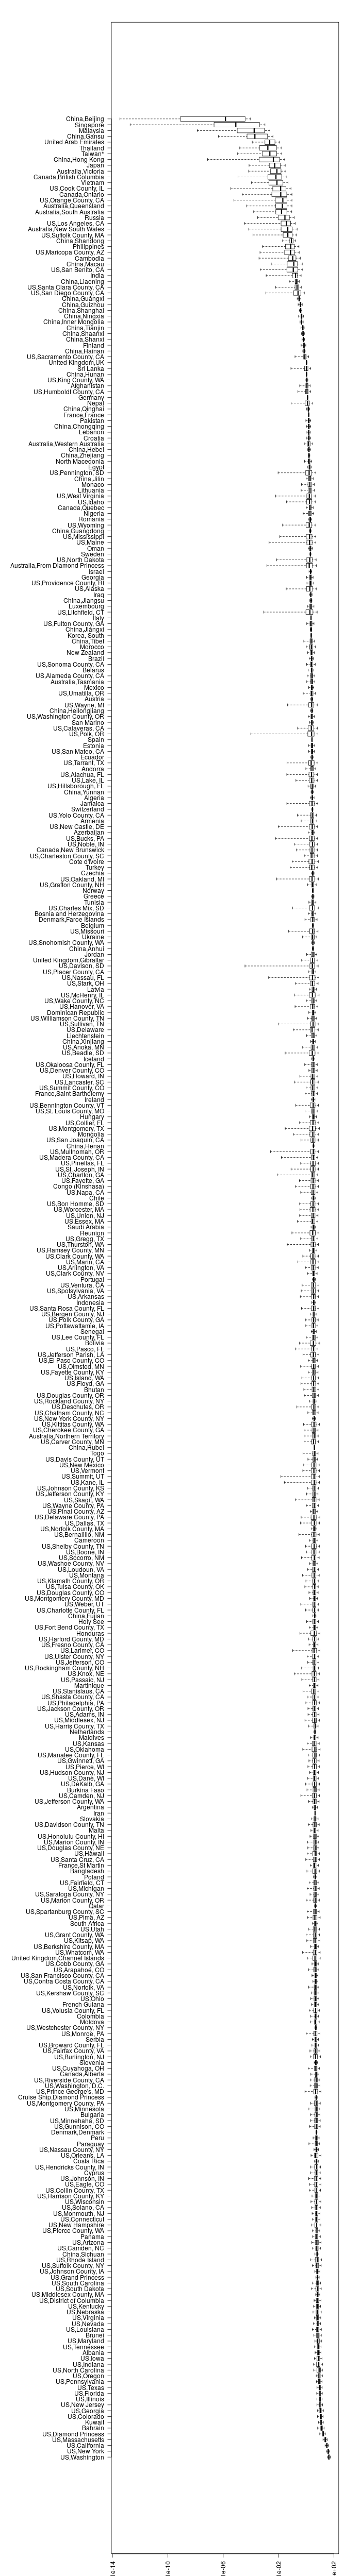 China,Beijing
Singapore
Malaysia
China,Gansu
United Arab Emirates
Thailand
Taiwan
China,Hong Kong
Japan
Australia,Victoria
Canada,British Columbia
Vietnam
US,Cook County, IL
Canada,Ontario
US,Orange County, CA
Australia,Queensland
Australia,South Australia
Russia
US,Los Angeles, CA
Australia,New South Wales
US,Suffolk County, MA
China,Shandong
Philippines
US,Maricopa County, AZ
Cambodia
China,Macau
US,San Benito, CA
India
China,Liaoning
US,Santa Clara County, CA
US,San Diego County, CA
China,Guangxi
China,Guizhou
China,Shanghai
China,Ningxia
China,Inner Mongolia
China,Tianjin
China,Shaanxi
China,Shanxi
Finland
China,Hainan
US,Sacramento County, CA
United Kingdom,UK
Sri Lanka
China,Hunan
US,King County, WA
Afghanistan
US,Humboldt County, CA
Germany
Nepal
China,Qinghai
France,France
Pakistan
China,Chongqing
Lebanon
Croatia
Australia,Western Australia
China,Hebei
China,Zhejiang
North Macedonia
Egypt
US,Pennington, SD
China,Jilin
Monaco
Lithuania
US,West Virginia
US,Idaho
Canada,Quebec
Nigeria
Romania
US,Wyoming
China,Guangdong
US,Mississippi
US,Maine
Oman
Sweden
US,North Dakota
Australia,From Diamond Princess
Israel
Georgia
US,Providence County, RI
US,Alaska
Iraq
China,Jiangsu
Luxembourg
US,Litchfield, CT
Italy
US,Fulton County, GA
China,Jiangxi
Korea, South
China,Tibet
Morocco
New Zealand
Brazil
US,Sonoma County, CA
Belarus
US,Alameda County, CA
Australia,Tasmania
Mexico
US,Umatilla, OR
Austria
US,Wayne, MI
China,Heilongjiang
US,Washington County, OR
San Marino
US,Calaveras, CA
US,Polk, OR
Spain
Estonia
US,San Mateo, CA
Ecuador
US,Tarrant, TX
Andorra
US,Alachua, FL
US,Lake, IL
US,Hillsborough, FL
China,Yunnan
Algeria
Jamaica
Switzerland
US,Yolo County, CA
Armenia
US,New Castle, DE
Azerbaijan
US,Bucks, PA
US,Noble, IN
Canada,New Brunswick
US,Charleston County, SC
Cote d'Ivoire
Turkey
Czechia
US,Oakland, MI
US,Grafton County, NH
Norway
Greece
Tunisia
US,Charles Mix, SD
Bosnia and Herzegovina
Denmark,Faroe Islands
Belgium
US,Missouri
Ukraine
US,Snohomish County, WA
China,Anhui
Jordan
United Kingdom,Gibraltar
US,Davison, SD
US,Placer County, CA
US,Nassau, FL
Latvia
US,Stark, OH
US,McHenry, IL
US,Wake County, NC
US,Hanover, VA
Dominican Republic
US,Williamson County, TN
US,Sullivan, TN
US,Delaware
Liechtenstein
China,Xinjiang
US,Anoka, MN
US,Beadle, SD
Iceland
US,Okaloosa County, FL
US,Denver County, CO
US,Howard, IN
US,Lancaster, SC
US,Summit County, CO
France,Saint Barthelemy
Ireland
US,Bennington County, VT
US,St. Louis County, MO
Hungary
US,Collier, FL
US,Montgomery, TX
Mongolia
US,San Joaquin, CA
China,Henan
US,Multnomah, OR
US,Madera County, CA
US,Pinellas, FL
US,St. Joseph, IN
US,Charlton, GA
US,Fayette, GA
Congo (Kinshasa)
US,Napa, CA
Chile
US,Bon Homme, SD
US,Worcester, MA
US,Union, NJ
US,Essex, MA
Saudi Arabia
Reunion
US,Gregg, TX
US,Thurston, WA
US,Ramsey County, MN
US,Clark County, WA
US,Marin, CA
US,Arlington, VA
US,Clark County, NV
Portugal
US,Ventura, CA
US,Spotsylvania, VA
US,Arkansas
Indonesia
US,Santa Rosa County, FL
US,Bergen County, NJ
US,Polk County, GA
US,Pottawattamie, IA
Senegal
US,Lee County, FL
Bolivia
US,Pasco, FL
US,Jefferson Parish, LA
US,El Paso County, CO
US,Olmsted, MN
US,Fayette County, KY
US,Island, WA
US,Floyd, GA
Bhutan
US,Douglas County, OR
US,Rockland County, NY
US,Deschutes, OR
US,Chatham County, NC
US,New York County, NY
US,Kittitas County, WA
US,Cherokee County, GA
Australia,Northern Territory
US,Carver County, MN
China,Hubei
Togo
US,Davis County, UT
US,New Mexico
US,Vermont
US,Summit, UT
US,Kane, IL
US,Johnson County, KS
US,Jefferson County, KY
US,Skagit, WA
US,Wayne County, PA
US,Pinal County, AZ
US,Delaware County, PA
US,Dallas, TX
US,Norfolk County, MA
US,Bernalillo, NM
Cameroon
US,Shelby County, TN
US,Boone, IN
US,Socorro, NM
US,Washoe County, NV
US,Loudoun, VA
US,Montana
US,Klamath County, OR
US,Tulsa County, OK
US,Douglas County, CO
US,Montgomery County, MD
US,Weber, UT
US,Charlotte County, FL
China,Fujian
Holy See
US,Fort Bend County, TX
Honduras
US,Harford County, MD
US,Fresno County, CA
US,Larimer, CO
US,Ulster County, NY
US,Jefferson, CO
US,Rockingham County, NH
US,Knox, NE
US,Passaic, NJ
Martinique
US,Stanislaus, CA
US,Shasta County, CA
US,Philadelphia, PA
US,Jackson County, OR
US,Adams, IN
US,Middlesex, NJ
US,Harris County, TX
Netherlands
Maldives
US,Kansas
US,Oklahoma
US,Manatee County, FL
US,Gwinnett, GA
US,Pierce, WI
US,Hudson County, NJ
US,Dane, WI
US,DeKalb, GA
Burkina Faso
US,Camden, NJ
US,Jefferson County, WA
Argentina
Iran
Slovakia
US,Davidson County, TN
Malta
US,Honolulu County, HI
US,Marion County, IN
US,Douglas County, NE
US,Hawaii
US,Santa Cruz, CA
France,St Martin
Bangladesh
Poland
US,Fairfield, CT
US,Michigan
US,Saratoga County, NY
US,Marion County, OR
Qatar
US,Spartanburg County, SC
US,Pima, AZ
South Africa
US,Utah
US,Grant County, WA
US,Kitsap, WA
US,Berkshire County, MA
US,Whatcom, WA
United Kingdom,Channel Islands
US,Cobb County, GA
US,Arapahoe, CO
US,San Francisco County, CA
US,Contra Costa County, CA
US,Norfolk, VA
US,Kershaw County, SC
US,Ohio
French Guiana
US,Volusia County, FL
Colombia
Moldova
US,Westchester County, NY
US,Monroe, PA
Serbia
US,Broward County, FL
US,Fairfax County, VA
US,Burlington, NJ
Slovenia
US,Cuyahoga, OH
Canada,Alberta
US,Riverside County, CA
US,Washington, D.C.
US,Prince George's, MD
Cruise Ship,Diamond Princess
US,Montgomery County, PA
US,Minnesota
Bulgaria
US,Minnehaha, SD
US,Gunnison, CO
Denmark,Denmark
Peru
Paraguay
US,Nassau County, NY
US,Orleans, LA
Costa Rica
US,Hendricks County, IN
Cyprus
US,Johnson, IN
US,Eagle, CO
US,Collin County, TX
US,Harrison County, KY
US,Wisconsin
US,Solano, CA
US,Monmouth, NJ
US,Connecticut
US,New Hampshire
US,Pierce County, WA
Panama
US,Arizona
US,Camden, NC
China,Sichuan
US,Rhode Island
US,Suffolk County, NY
US,Johnson County, IA
US,Grand Princess
US,South Carolina
US,South Dakota
US,Middlesex County, MA
US,District of Columbia
US,Kentucky
US,Nebraska
US,Virginia
US,Nevada
US,Louisiana
Brunei
US,Maryland
US,Tennessee
Albania
US,Iowa
US,Indiana
US,North Carolina
US,Oregon
US,Pennsylvania
US,Texas
US,Florida
US,Illinois
US,New Jersey
US,Georgia
US,Colorado
Kuwait
Bahrain
US,Diamond Princess
US,Massachusetts
US,California
US,New York
US,Washington
1e-14
1e-10
1e-06
1e-02
1e+02